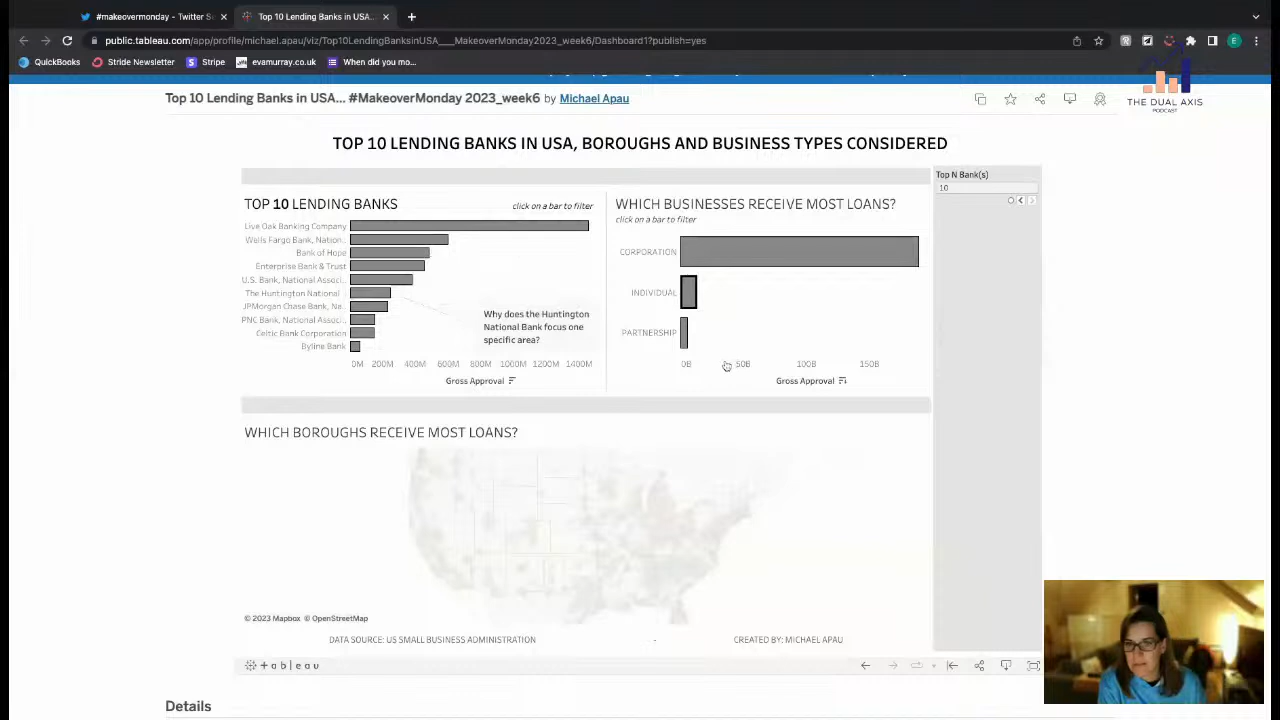 #makeovermonday - Twitter Se
Top 10 Lending Banks in USA...
public.tableau.com/app/profile/michael.apau/viz/Top10LendingBanksinUSA___MakeoverMonday2023_week6/Dashboard1?publish=yes
E
QuickBooks
Stride Newsletter
Stripe
evamurray.co.uk
When did you mo...
THE DUAL AXIS
PODCAST
Top 10 Lending Banks in USA... #MakeoverMonday 2023_week6 by Michael Apau
TOP 10 LENDING BANKS IN USA, BOROUGHS AND BUSINESS TYPES CONSIDERED
Top N Bank(s)
10
TOP 10 LENDING BANKS
click on a bar to filter
Live Oak Banking Company
Wells Fargo Bank, Nation..
Bank of Hope
Enterprise Bank & Trust
U.S. Bank, National Associ..
The Huntington National ..
JPMorgan Chase Bank, Na..
PNC Bank, National Associ..
Celtic Bank Corporation
Byline Bank
Why does the Huntington
National Bank focus one
specific area?
0M 200M 400M 600M 800M 1000M 1200M 1400M
Gross Approval
WHICH BUSINESSES RECEIVE MOST LOANS?
click on a bar to filter
CORPORATION
INDIVIDUAL
PARTNERSHIP
0B 50B 100B 150B
Gross Approval
WHICH BOROUGHS RECEIVE MOST LOANS?
© 2023 Mapbox © OpenStreetMap
DATA SOURCE: US SMALL BUSINESS ADMINISTRATION - CREATED BY: MICHAEL APAU
+ a b l e a u
Details